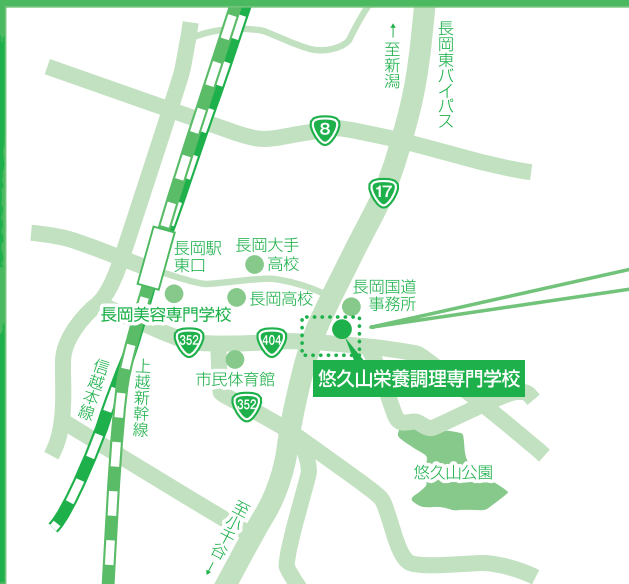 ↑至新潟
長岡東バイパス
8
17
長岡駅
東口
長岡大手
高校
長岡高校
長岡国道
事務所
長岡美容専門学校
352
404
悠久山栄養調理専門学校
市民体育館
352
信越本線
上越新幹線
悠久山公園
至小千谷
↓